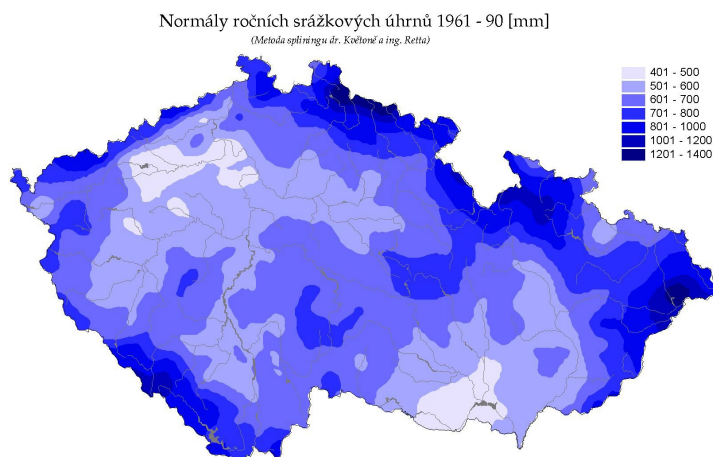 Normály ročních srážkových úhrnů 1961 - 90 [mm]
(Metoda spliningu dr. Květoně a ing. Retta)
401 - 500
501 - 600
601 - 700
701 - 800
801 - 1000
1001 - 1200
1201 - 1400